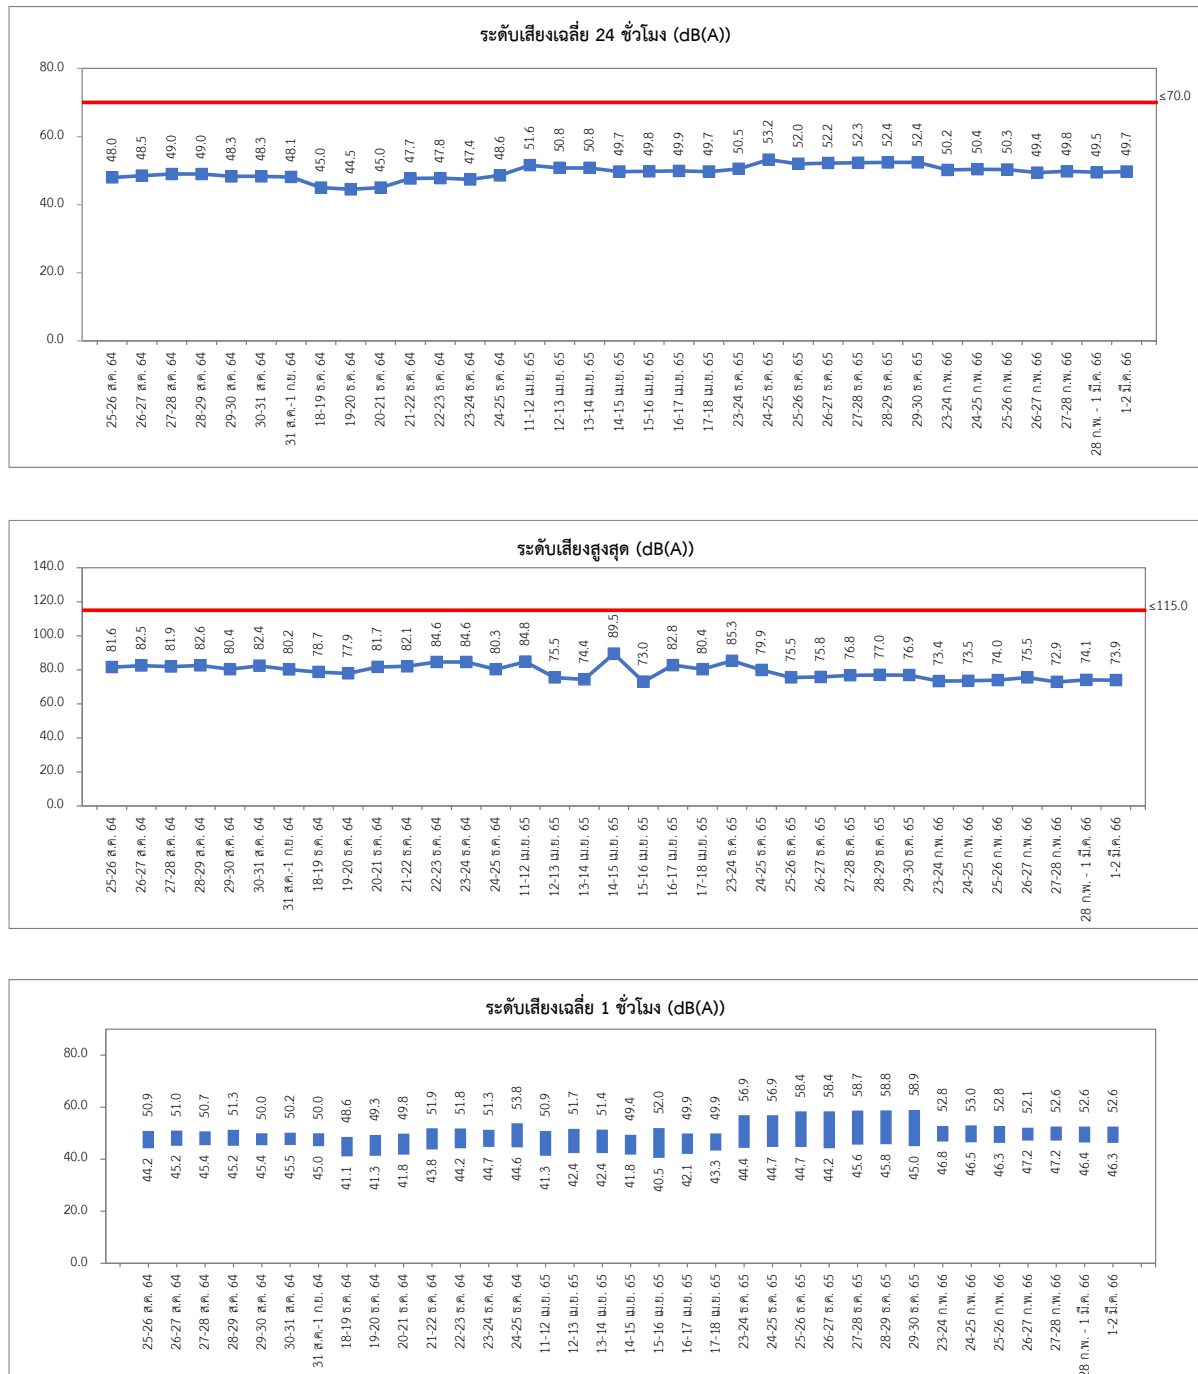 ระดับเสียงเฉลี่ย 24 ชั่วโมง (dB(A))
80.0
60.0
40.0
20.0
0.0
≤70.0
48.0 48.5 49.0 49.0 48.3 48.3 48.1 45.0 44.5 45.0 47.7 47.8 47.4 48.6 51.6 50.8 50.8 49.7 49.8 49.9 49.7 50.5 53.2 52.0 52.2 52.3 52.4 52.4 50.2 50.4 50.3 49.4 49.8 49.5 49.7
25-26 ส.ค. 64
26-27 ส.ค. 64
27-28 ส.ค. 64
28-29 ส.ค. 64
29-30 ส.ค. 64
30-31 ส.ค. 64
31 ส.ค.-1 ก.ย. 64
18-19 ธ.ค. 64
19-20 ธ.ค. 64
20-21 ธ.ค. 64
21-22 ธ.ค. 64
22-23 ธ.ค. 64
23-24 ธ.ค. 64
24-25 ธ.ค. 64
11-12 เม.ย. 65
12-13 เม.ย. 65
13-14 เม.ย. 65
14-15 เม.ย. 65
15-16 เม.ย. 65
16-17 เม.ย. 65
17-18 เม.ย. 65
23-24 ธ.ค. 65
24-25 ธ.ค. 65
25-26 ธ.ค. 65
26-27 ธ.ค. 65
27-28 ธ.ค. 65
28-29 ธ.ค. 65
29-30 ธ.ค. 65
23-24 ก.พ. 66
24-25 ก.พ. 66
25-26 ก.พ. 66
26-27 ก.พ. 66
27-28 ก.พ. 66
28 ก.พ. - 1 มี.ค. 66
1-2 มี.ค. 66
ระดับเสียงสูงสุด (dB(A))
140.0
120.0
100.0
80.0
60.0
40.0
20.0
0.0
≤115.0
81.6 82.5 81.9 82.6 80.4 82.4 80.2 78.7 77.9 81.7 82.1 84.6 84.6 80.3 84.8 75.5 74.4 89.5 73.0 82.8 80.4 85.3 79.9 75.5 75.8 76.8 77.0 76.9 73.4 73.5 74.0 75.5 72.9 74.1 73.9
25-26 ส.ค. 64
26-27 ส.ค. 64
27-28 ส.ค. 64
28-29 ส.ค. 64
29-30 ส.ค. 64
30-31 ส.ค. 64
31 ส.ค.-1 ก.ย. 64
18-19 ธ.ค. 64
19-20 ธ.ค. 64
20-21 ธ.ค. 64
21-22 ธ.ค. 64
22-23 ธ.ค. 64
23-24 ธ.ค. 64
24-25 ธ.ค. 64
11-12 เม.ย. 65
12-13 เม.ย. 65
13-14 เม.ย. 65
14-15 เม.ย. 65
15-16 เม.ย. 65
16-17 เม.ย. 65
17-18 เม.ย. 65
23-24 ธ.ค. 65
24-25 ธ.ค. 65
25-26 ธ.ค. 65
26-27 ธ.ค. 65
27-28 ธ.ค. 65
28-29 ธ.ค. 65
29-30 ธ.ค. 65
23-24 ก.พ. 66
24-25 ก.พ. 66
25-26 ก.พ. 66
26-27 ก.พ. 66
27-28 ก.พ. 66
28 ก.พ. - 1 มี.ค. 66
1-2 มี.ค. 66
ระดับเสียงเฉลี่ย 1 ชั่วโมง (dB(A))
80.0
60.0
40.0
20.0
0.0
50.9 51.0 50.7 51.3 50.0 50.2 50.0 48.6 49.3 49.8 51.9 51.8 51.3 53.8 50.9 51.7 51.4 49.4 52.0 49.9 49.9 56.9 56.9 58.4 58.4 58.7 58.8 58.9 52.8 53.0 52.8 52.1 52.6 52.6 52.6
44.2 45.2 45.4 45.2 45.4 45.5 45.0 41.1 41.3 41.8 43.8 44.2 44.7 44.6 41.3 42.4 42.4 41.8 40.5 42.1 43.3 44.4 44.7 44.7 44.2 45.6 45.8 45.0 46.8 46.5 46.3 47.2 47.2 46.4 46.3
25-26 ส.ค. 64
26-27 ส.ค. 64
27-28 ส.ค. 64
28-29 ส.ค. 64
29-30 ส.ค. 64
30-31 ส.ค. 64
31 ส.ค.-1 ก.ย. 64
18-19 ธ.ค. 64
19-20 ธ.ค. 64
20-21 ธ.ค. 64
21-22 ธ.ค. 64
22-23 ธ.ค. 64
23-24 ธ.ค. 64
24-25 ธ.ค. 64
11-12 เม.ย. 65
12-13 เม.ย. 65
13-14 เม.ย. 65
14-15 เม.ย. 65
15-16 เม.ย. 65
16-17 เม.ย. 65
17-18 เม.ย. 65
23-24 ธ.ค. 65
24-25 ธ.ค. 65
25-26 ธ.ค. 65
26-27 ธ.ค. 65
27-28 ธ.ค. 65
28-29 ธ.ค. 65
29-30 ธ.ค. 65
23-24 ก.พ. 66
24-25 ก.พ. 66
25-26 ก.พ. 66
26-27 ก.พ. 66
27-28 ก.พ. 66
28 ก.พ. - 1 มี.ค. 66
1-2 มี.ค. 66